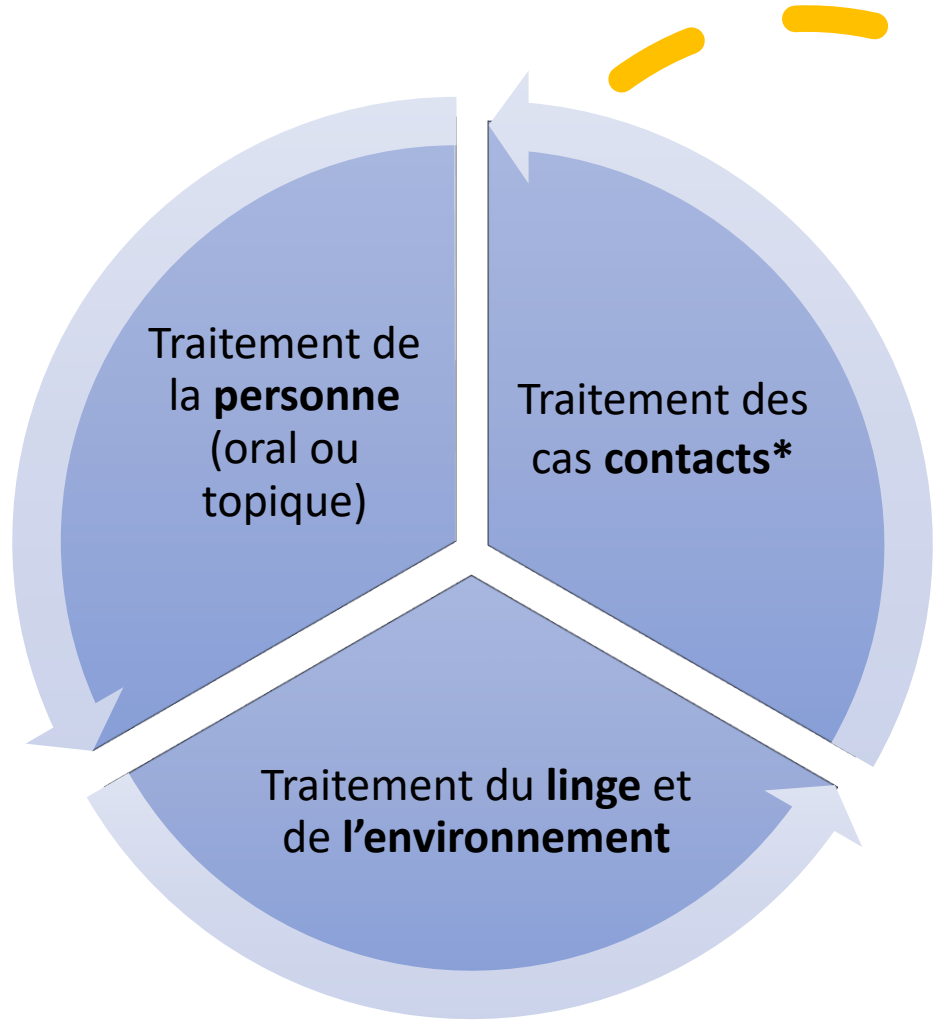 Traitement de
la personne
(oral ou
topique)
Traitement des
cas contacts*
Traitement du linge et
de l’environnement